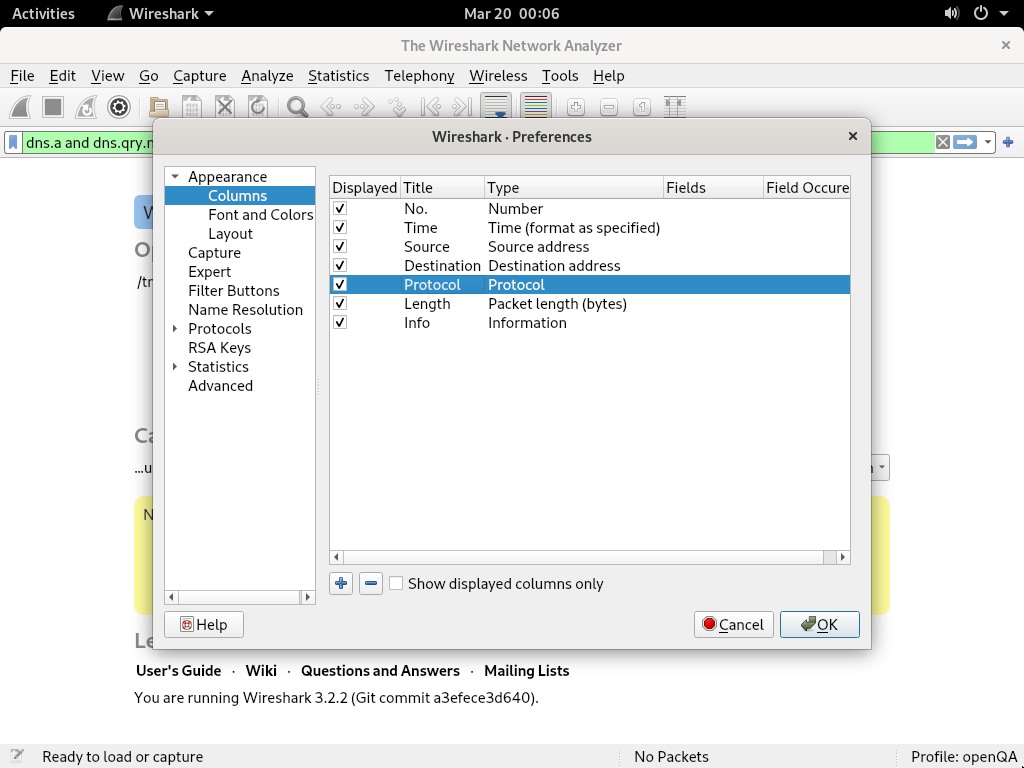 Activities Wireshark Mar 20 00:06
The Wireshark Network Analyzer
File Edit View Go Capture Analyze Statistics Telephony Wireless Tools Help
dns.a and dns.qry.n
Wireshark · Preferences
Appearance
Columns
Font and Colors
Layout
Capture
Expert
Filter Buttons
Name Resolution
Protocols
RSA Keys
Statistics
Advanced
Displayed Title Type Fields Field Occure
No. Number
Time Time (format as specified)
Source Source address
Destination Destination address
Protocol Protocol
Length Packet length (bytes)
Info Information
Show displayed columns only
Help Cancel OK
User's Guide · Wiki · Questions and Answers · Mailing Lists
You are running Wireshark 3.2.2 (Git commit a3efece3d640).
Ready to load or capture No Packets Profile: openQA